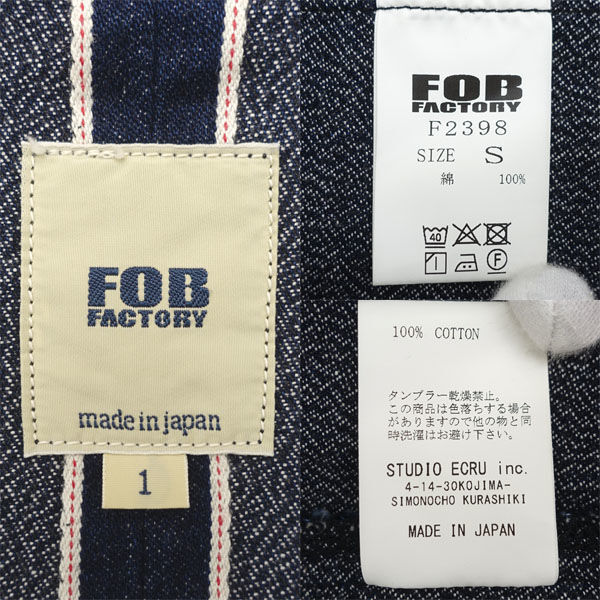 FOB
FACTORY
made in japan
1
FOB
FACTORY
F2398
SIZE S
綿 100%
40
F
100% COTTON
タンブラー乾燥禁止。
この商品は色落ちする場合
がありますので他の物と同
時洗濯はお避け下さい。
STUDIO ECRU inc.
4-14-30KOJIMA-
SIMONOCHO KURASHIKI
MADE IN JAPAN